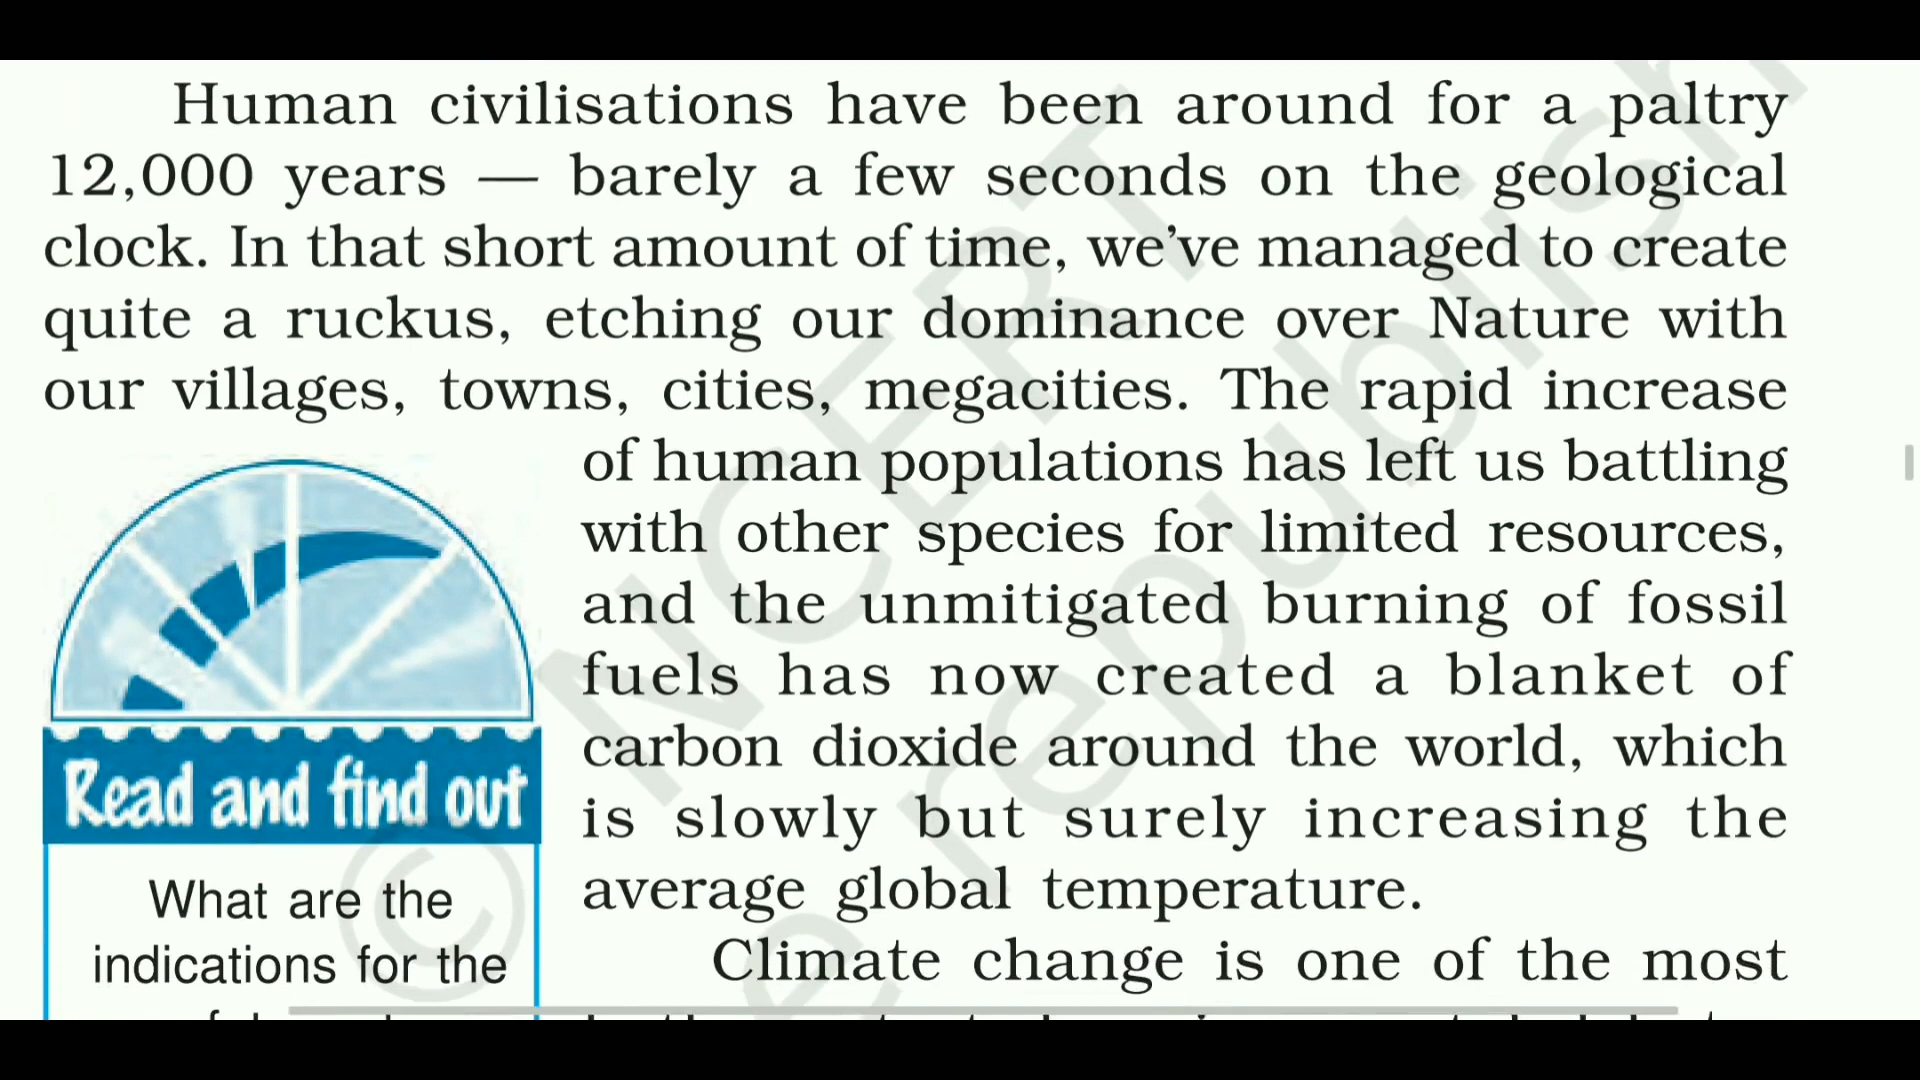 Human civilisations have been around for a paltry
12,000 years — barely a few seconds on the geological
clock. In that short amount of time, we've managed to create
quite a ruckus, etching our dominance over Nature with
our villages, towns, cities, megacities. The rapid increase
of human populations has left us battling
with other species for limited resources,
and the unmitigated burning of fossil
fuels has now created a blanket of
carbon dioxide around the world, which
is slowly but surely increasing the
average global temperature.
Climate change is one of the most
Read and find out
What are the
indications for the
© NCERT
republish